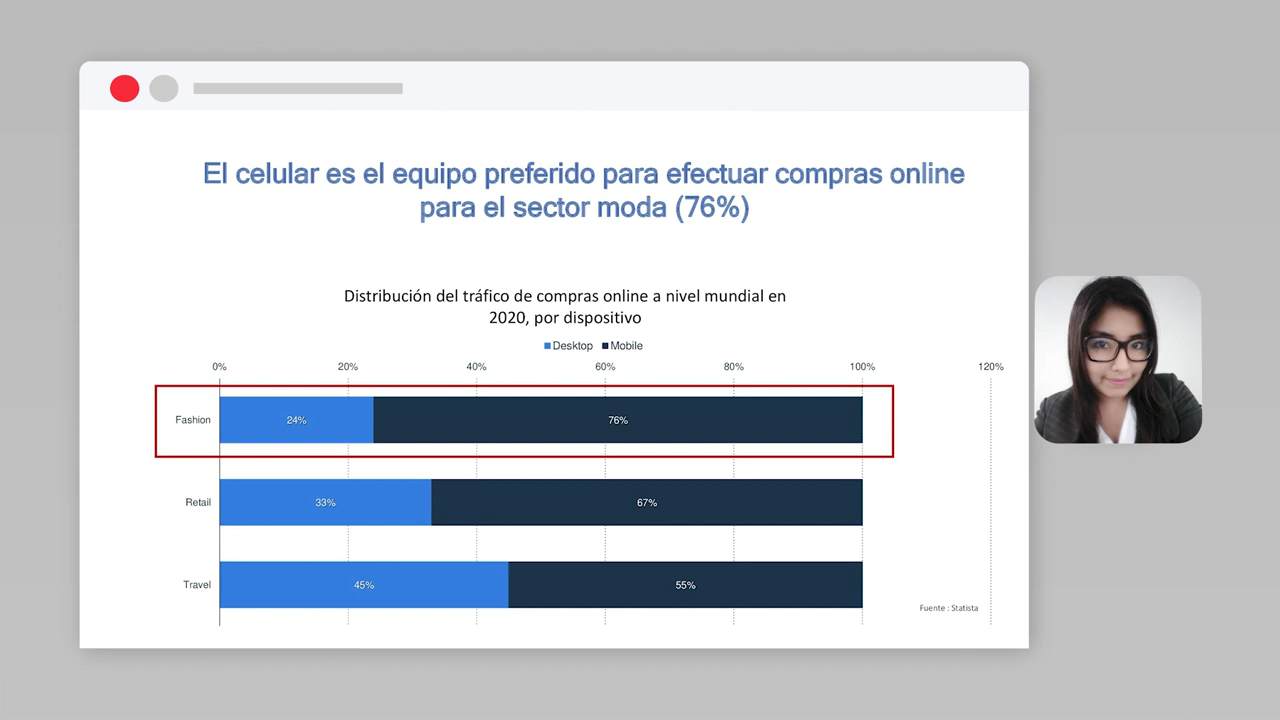 El celular es el equipo preferido para efectuar compras online
para el sector moda (76%)
Distribución del tráfico de compras online a nivel mundial en
2020, por dispositivo
Desktop Mobile
0% 20% 40% 60% 80% 100% 120%
Fashion 24% 76%
Retail 33% 67%
Travel 45% 55%
Fuente : Statista